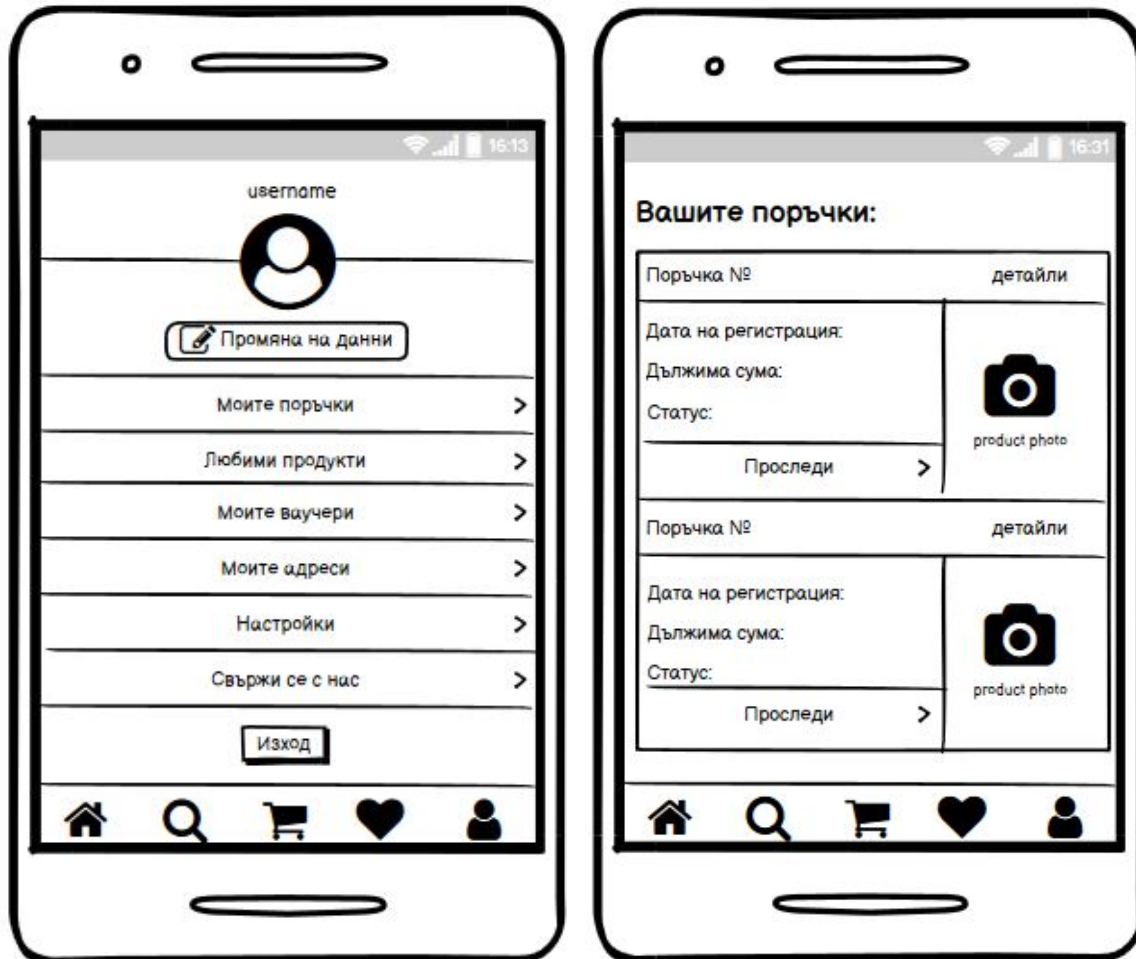 16:13
username
Промяна на данни
Моите поръчки
Любими продукти
Моите ваучери
Моите адреси
Настройки
Свържи се с нас
Изход
16:31
Вашите поръчки:
Поръчка № детайли
Дата на регистрация:
Дължима сума:
Статус:
product photo
Проследи
Поръчка № детайли
Дата на регистрация:
Дължима сума:
Статус:
product photo
Проследи